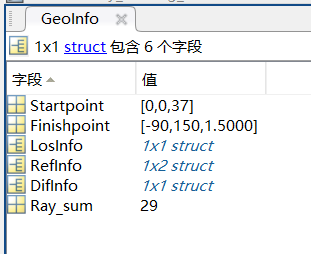 GeoInfo
1x1 struct 包含 6 个字段
字段 值
Startpoint [0,0,37]
Finishpoint [-90,150,1.5000]
LosInfo 1x1 struct
RefInfo 1x2 struct
DifInfo 1x1 struct
Ray_sum 29